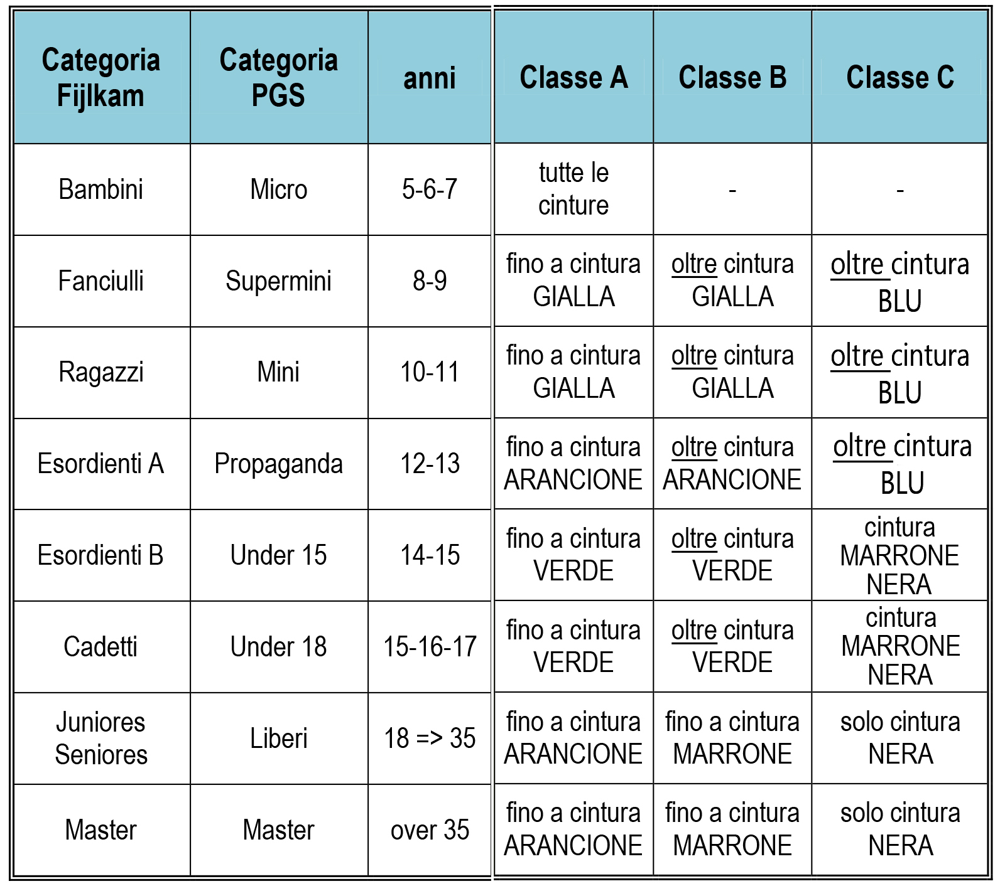 Categoria
Fijlkam
Categoria
PGS
anni
Classe A
Classe B
Classe C
Bambini
Micro
5-6-7
tutte le
cinture
-
-
Fanciulli
Supermini
8-9
fino a cintura
GIALLA
oltre cintura
GIALLA
oltre cintura
BLU
Ragazzi
Mini
10-11
fino a cintura
GIALLA
oltre cintura
GIALLA
oltre cintura
BLU
Esordienti A
Propaganda
12-13
fino a cintura
ARANCIONE
oltre cintura
ARANCIONE
oltre cintura
BLU
Esordienti B
Under 15
14-15
fino a cintura
VERDE
oltre cintura
VERDE
cintura
MARRONE
NERA
Cadetti
Under 18
15-16-17
fino a cintura
VERDE
oltre cintura
VERDE
cintura
MARRONE
NERA
Juniores
Seniores
Liberi
18 => 35
fino a cintura
ARANCIONE
fino a cintura
MARRONE
solo cintura
NERA
Master
Master
over 35
fino a cintura
ARANCIONE
fino a cintura
MARRONE
solo cintura
NERA